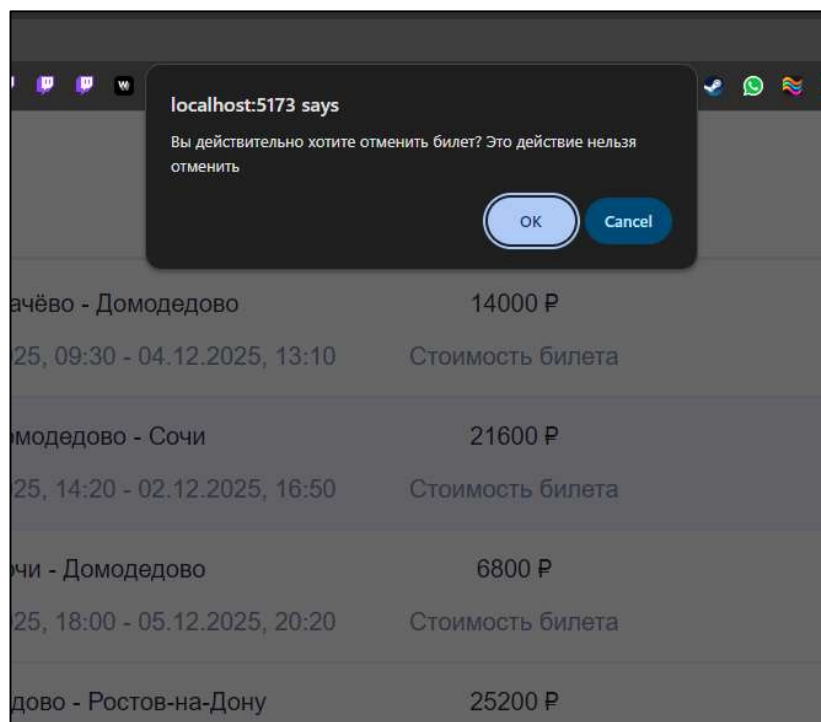 localhost:5173 says
Вы действительно хотите отменить билет? Это действие нельзя
отменить
OK
Cancel
ачёво - Домодедово
14000 ₽
25, 09:30 - 04.12.2025, 13:10
Стоимость билета
модедово - Сочи
21600 ₽
25, 14:20 - 02.12.2025, 16:50
Стоимость билета
чи - Домодедово
6800 ₽
25, 18:00 - 05.12.2025, 20:20
Стоимость билета
дово - Ростов-на-Дону
25200 ₽